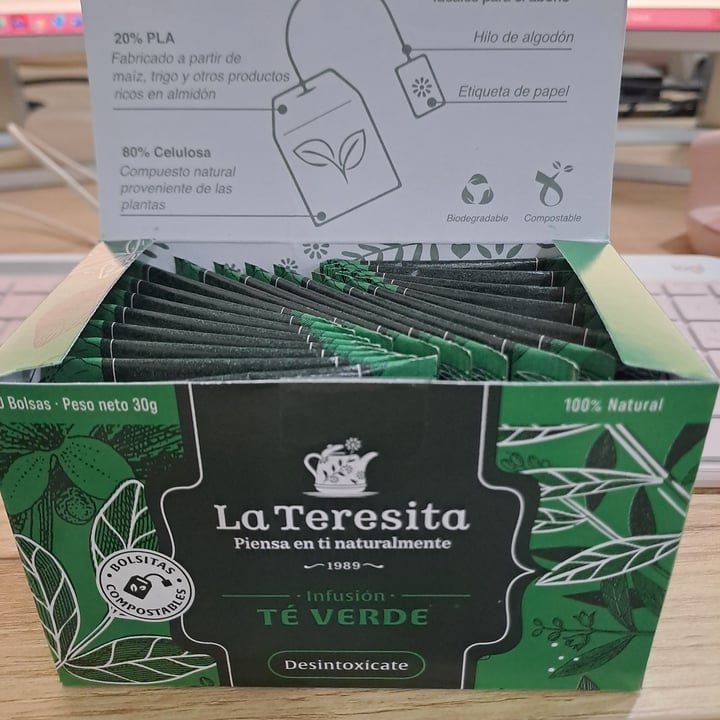 20% PLA
Fabricado a partir de
maíz, trigo y otros productos
ricos en almidón
80% Celulosa
Compuesto natural
proveniente de las
plantas
Hilo de algodón
Etiqueta de papel
Biodegradable
Compostable
logi
Bolsas · Peso neto 30g
100% Natural
La Teresita
Piensa en ti naturalmente
1989
BOLSITAS
COMPOSTABLES
· Infusión ·
TÉ VERDE
Desintoxícate